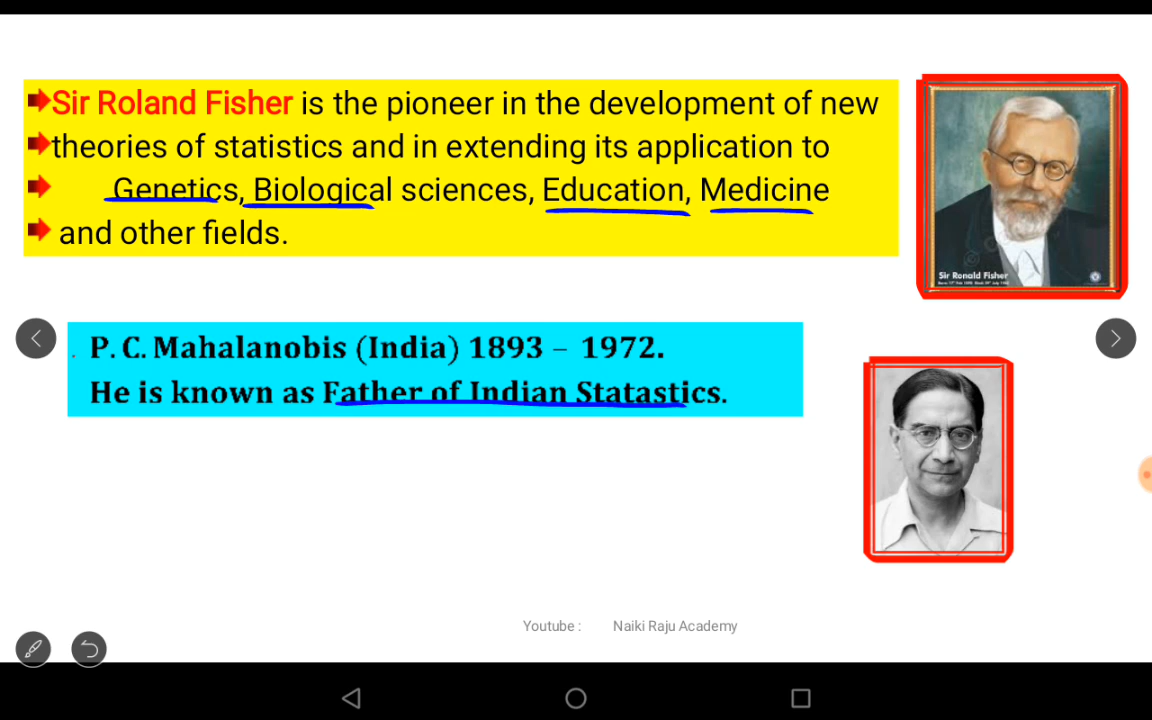 Sir Roland Fisher is the pioneer in the development of new
theories of statistics and in extending its application to
Genetics, Biological sciences, Education, Medicine
and other fields.
Sir Ronald Fisher
P. C. Mahalanobis (India) 1893 – 1972.
He is known as Father of Indian Statastics.
Youtube : Naiki Raju Academy